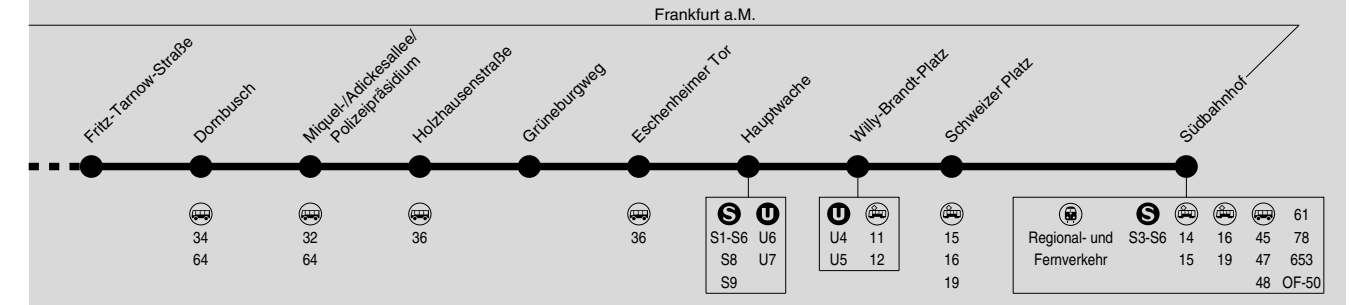 Frankfurt a.M.
Fritz-Tarnow-Straße
Dornbusch
Miquel-/Adickesallee/
Polizeipräsidium
Holzhausenstraße
Grüneburgweg
Eschenheimer Tor
Hauptwache
Willy-Brandt-Platz
Schweizer Platz
Südbahnhof
34
64
32
64
36
36
S U
S1-S6 U6
S8 U7
S9
U
U4 11
U5 12
15
16
19
S 61
Regional- und S3-S6 14 16 45 78
Fernverkehr 15 19 47 653
48 OF-50